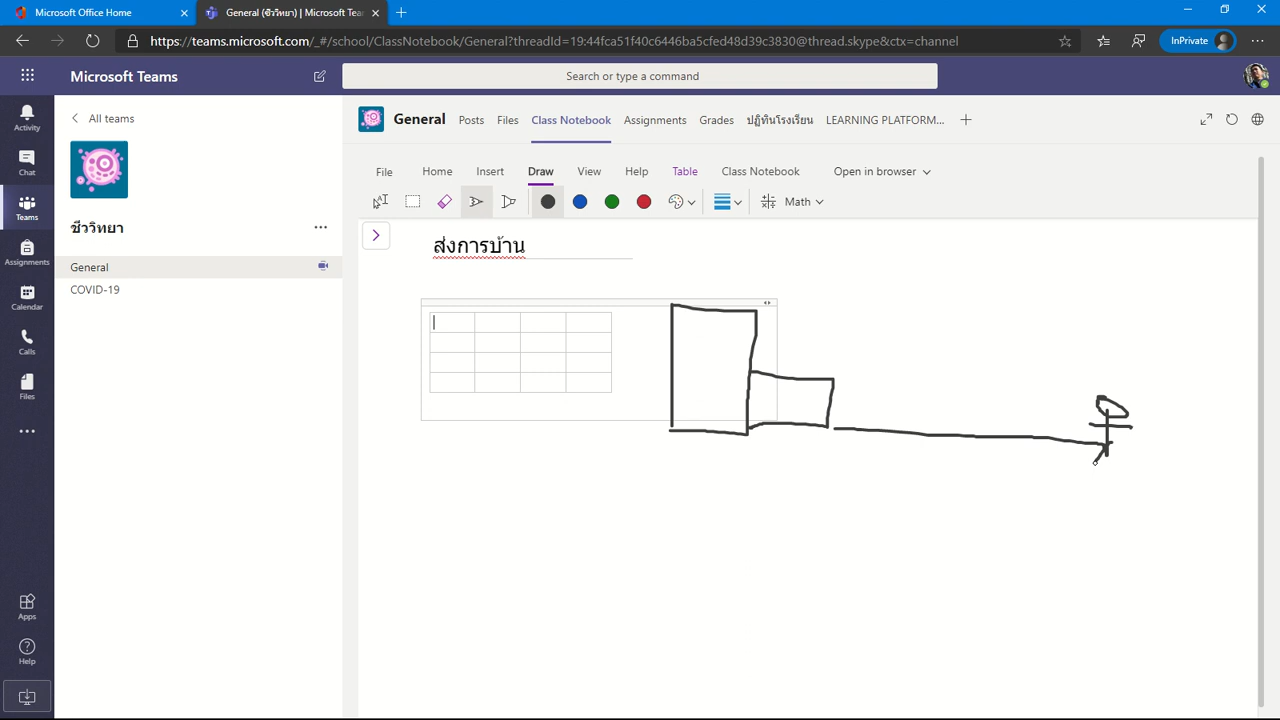 Microsoft Office Home
General (ชีววิทยา) | Microsoft Tea
https://teams.microsoft.com/_#/school/ClassNotebook/General?threadId=19:44fca51f40c6446ba5cfed48d39c3830@thread.skype&ctx=channel
InPrivate
Microsoft Teams
Search or type a command
Activity
Chat
Teams
Assignments
Calendar
Calls
Files
Apps
Help
All teams
ชีววิทยา
General
COVID-19
General Posts Files Class Notebook Assignments Grades ปฏิทินโรงเรียน LEARNING PLATFORM...
File Home Insert Draw View Help Table Class Notebook Open in browser
Math
ส่งการบ้าน